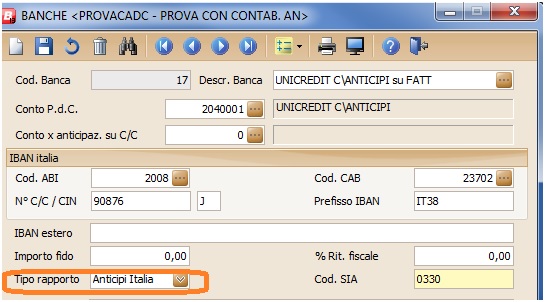 B! BANCHE <PROVACADC - PROVA CON CONTAB. AN>
Cod. Banca 17 Descr. Banca UNICREDIT C\ANTICIPI su FATT
Conto P.d.C. 2040001 UNICREDIT C\ANTICIPI
Conto x anticipaz. su C/C 0
IBAN italia
Cod. ABI 2008 Cod. CAB 23702
N° C/C / CIN 90876 J Prefisso IBAN IT38
IBAN estero
Importo fido 0,00 % Rit. fiscale 0,00
Tipo rapporto Anticipi Italia Cod. SIA 0330